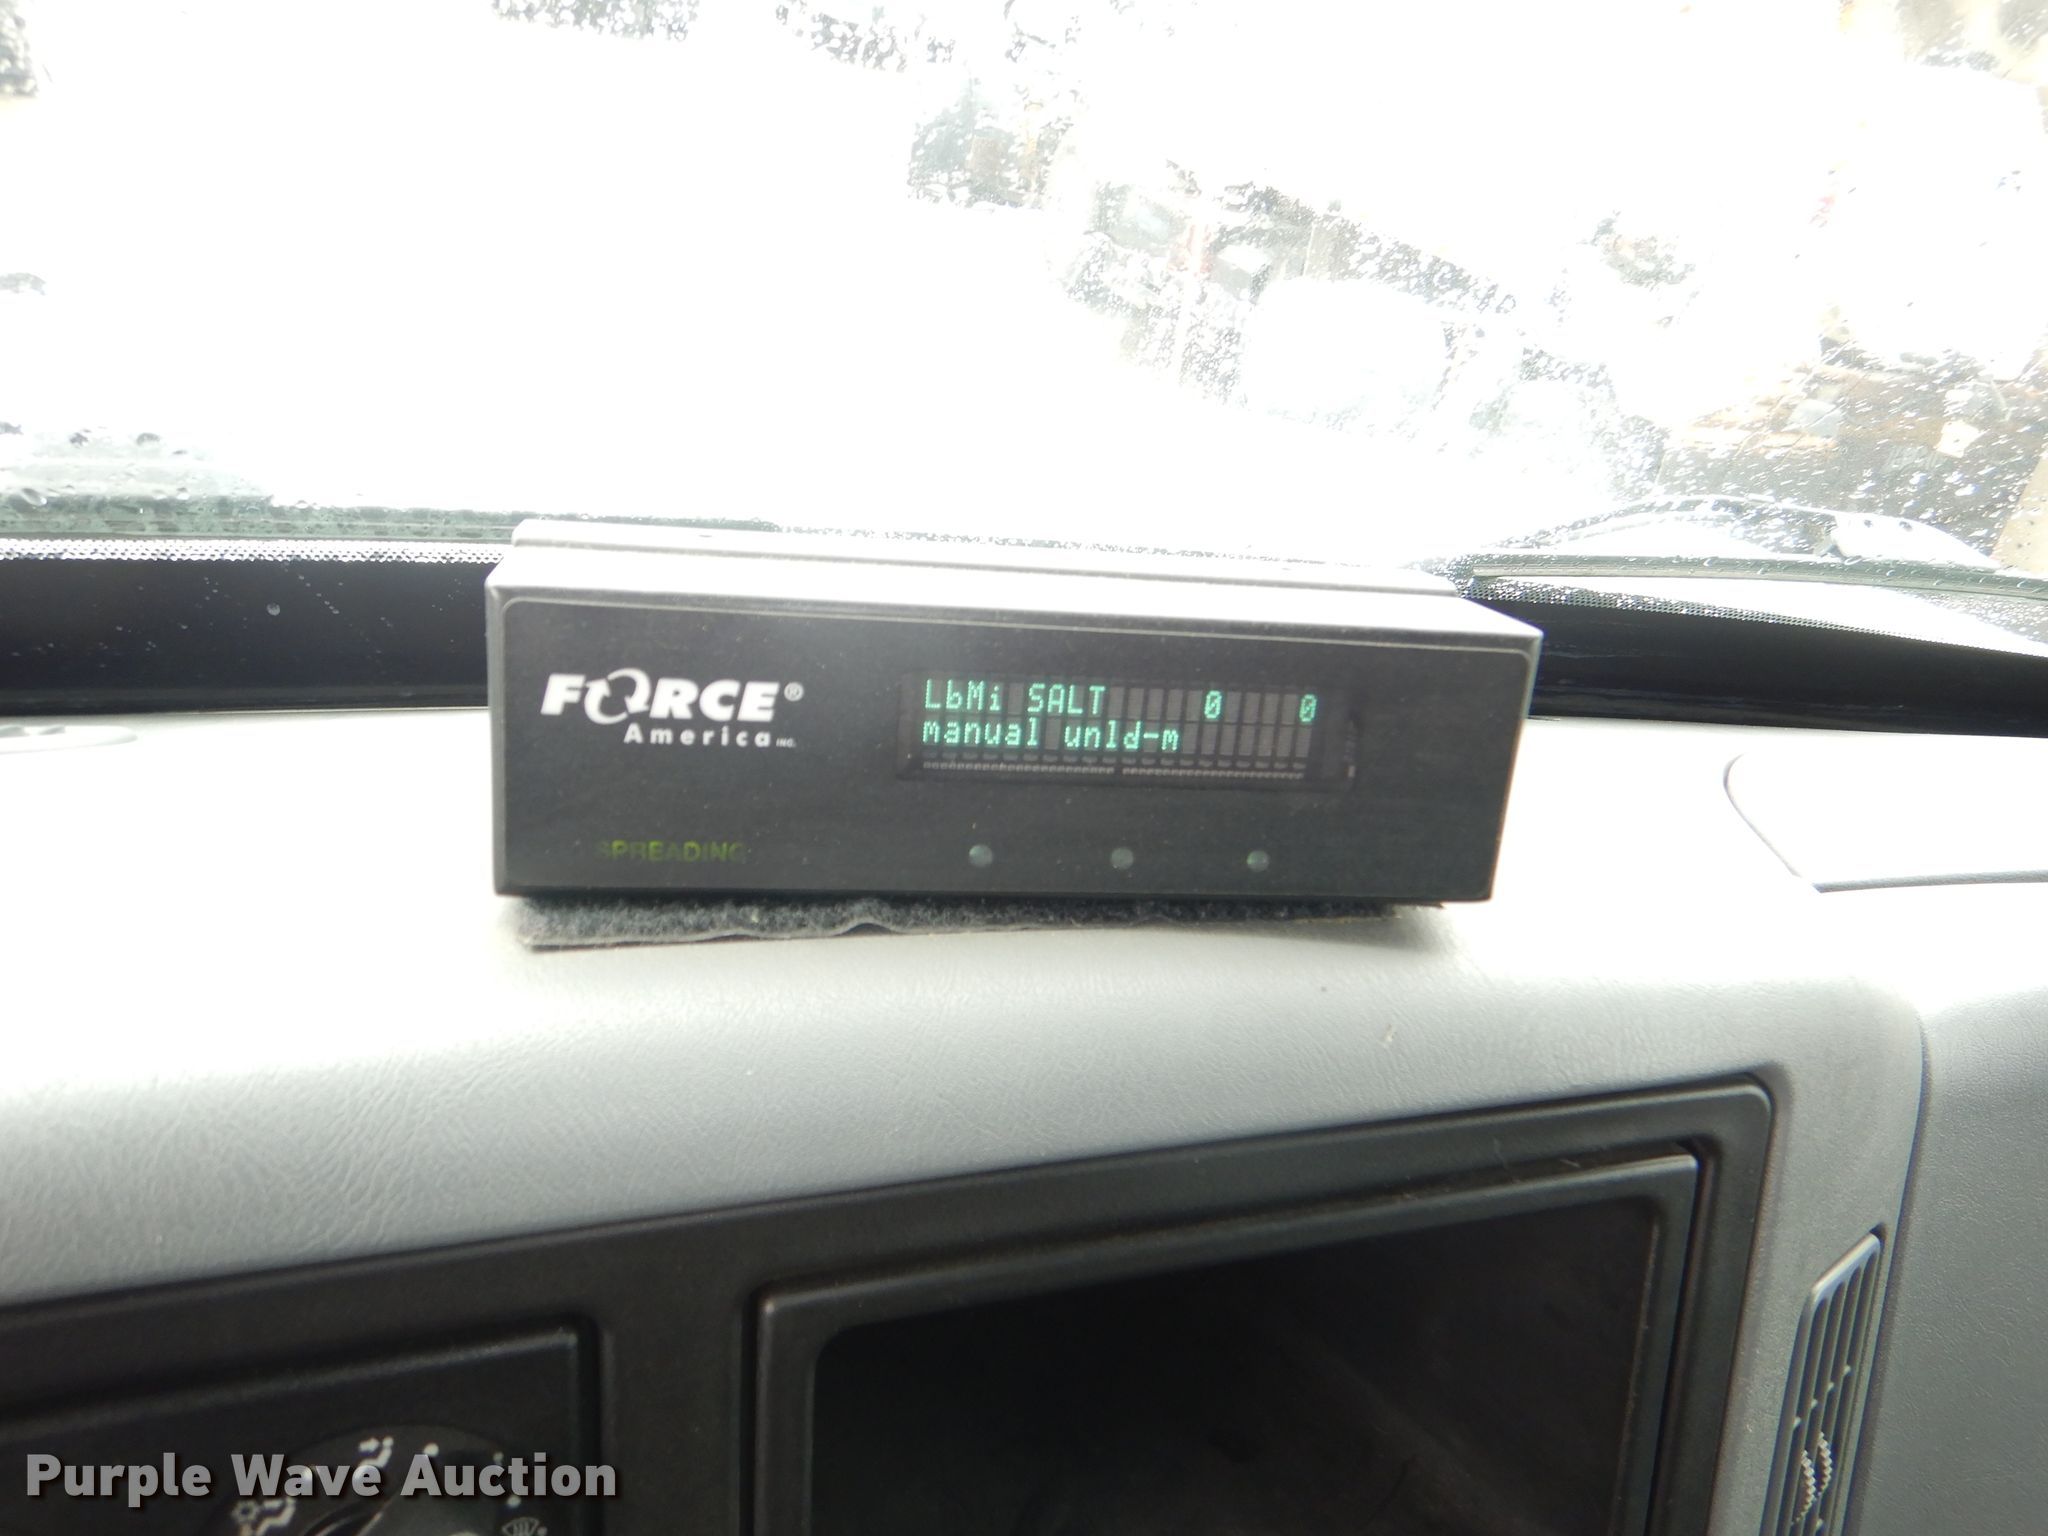 FORCE®
America INC.
LbMi SALT 0 0
manual unld-m
SPREADING
Purple Wave Auction